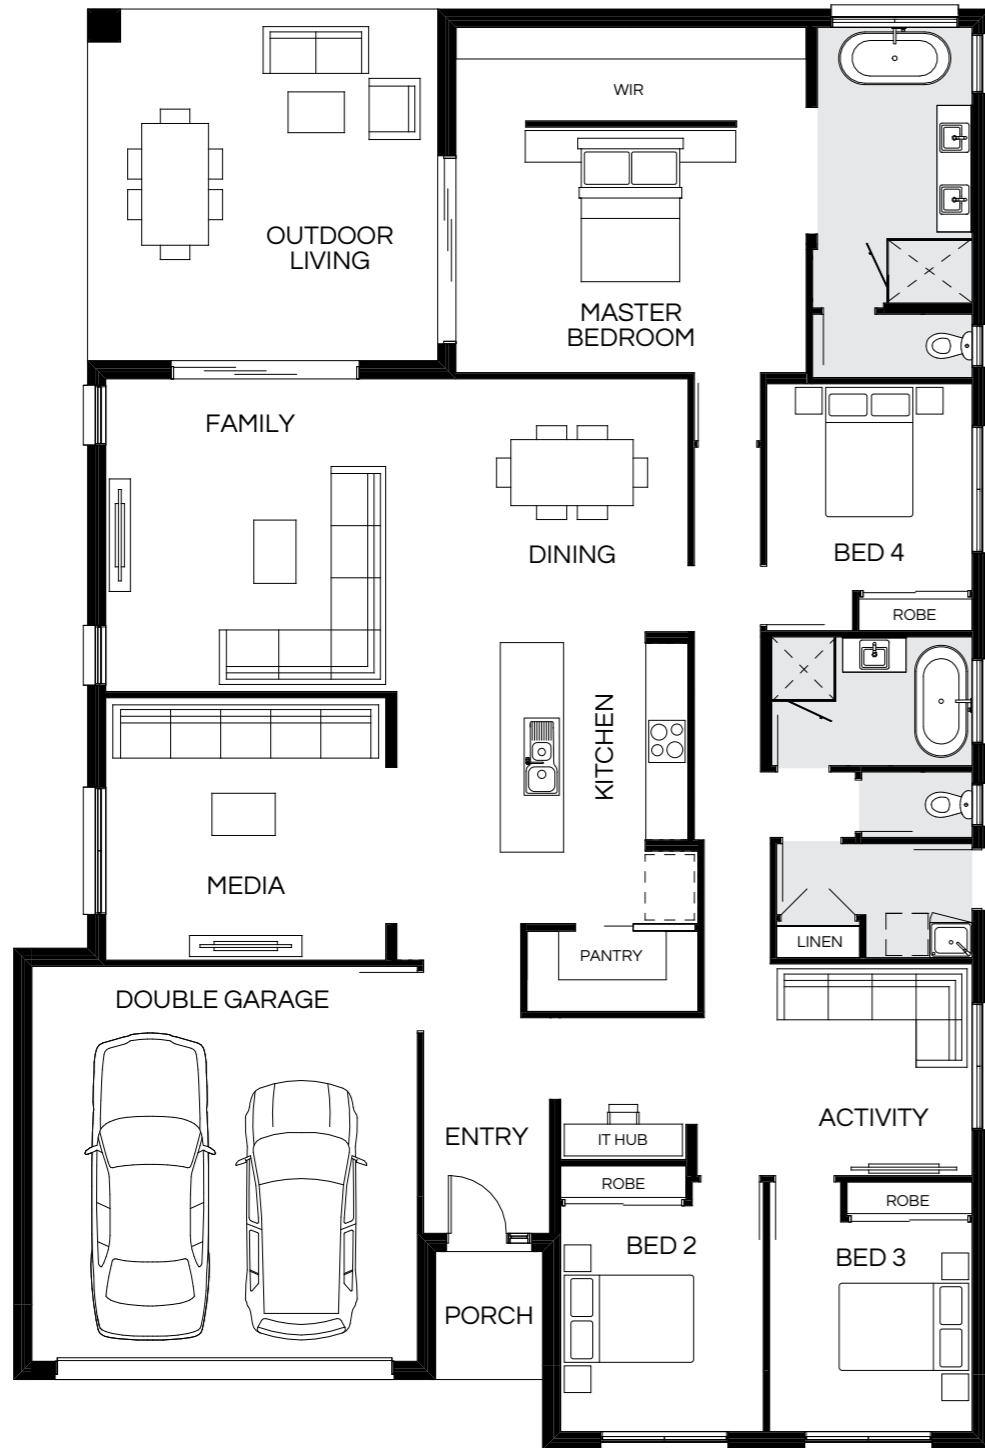 WIR
OUTDOOR
LIVING
MASTER
BEDROOM
FAMILY
DINING
BED 4
ROBE
KITCHEN
MEDIA
LINEN
PANTRY
DOUBLE GARAGE
ACTIVITY
ENTRY
IT HUB
ROBE
ROBE
BED 2
BED 3
PORCH